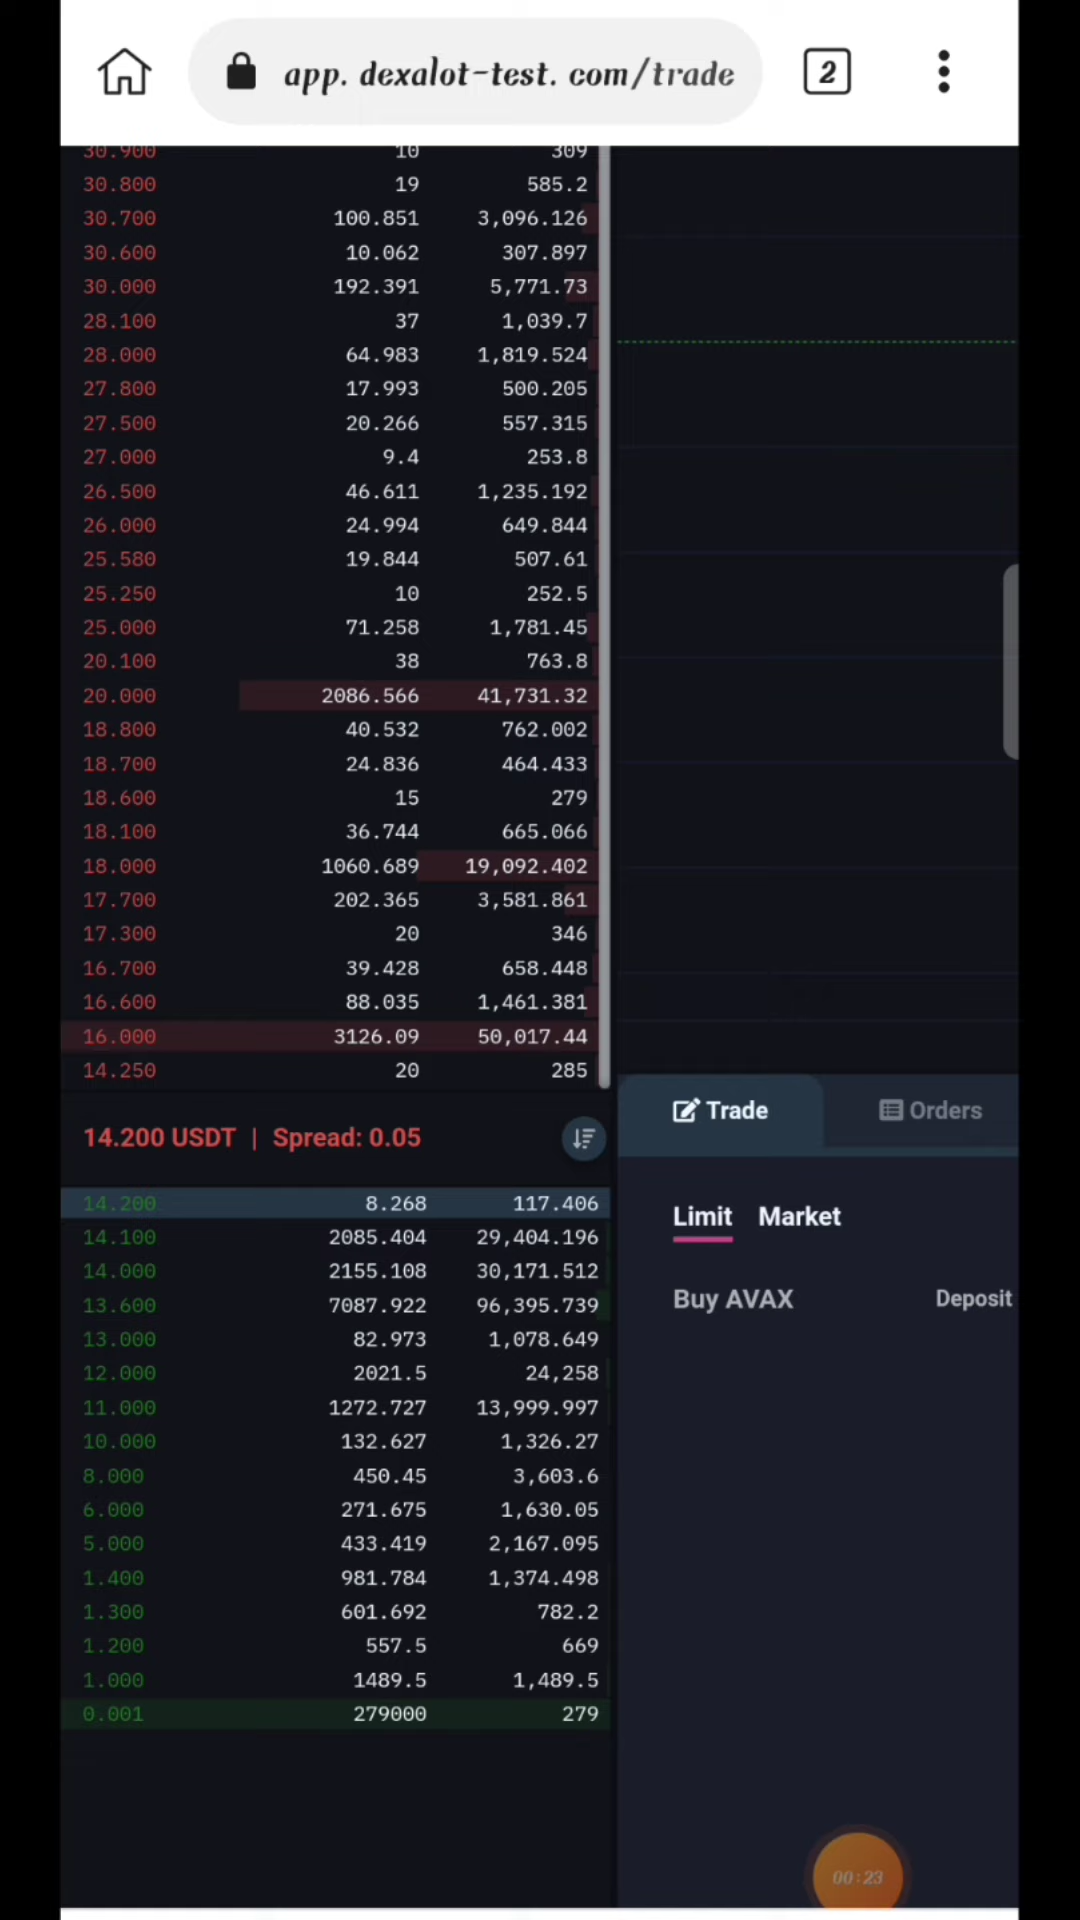 app. dexalot-test. com/trade
2
30.900 10 309
30.800 19 585.2
30.700 100.851 3,096.126
30.600 10.062 307.897
30.000 192.391 5,771.73
28.100 37 1,039.7
28.000 64.983 1,819.524
27.800 17.993 500.205
27.500 20.266 557.315
27.000 9.4 253.8
26.500 46.611 1,235.192
26.000 24.994 649.844
25.580 19.844 507.61
25.250 10 252.5
25.000 71.258 1,781.45
20.100 38 763.8
20.000 2086.566 41,731.32
18.800 40.532 762.002
18.700 24.836 464.433
18.600 15 279
18.100 36.744 665.066
18.000 1060.689 19,092.402
17.700 202.365 3,581.861
17.300 20 346
16.700 39.428 658.448
16.600 88.035 1,461.381
16.000 3126.09 50,017.44
14.250 20 285
14.200 USDT | Spread: 0.05
14.200 8.268 117.406
14.100 2085.404 29,404.196
14.000 2155.108 30,171.512
13.600 7087.922 96,395.739
13.000 82.973 1,078.649
12.000 2021.5 24,258
11.000 1272.727 13,999.997
10.000 132.627 1,326.27
8.000 450.45 3,603.6
6.000 271.675 1,630.05
5.000 433.419 2,167.095
1.400 981.784 1,374.498
1.300 601.692 782.2
1.200 557.5 669
1.000 1489.5 1,489.5
0.001 279000 279
Trade Orders
Limit Market
Buy AVAX Deposit
00:23